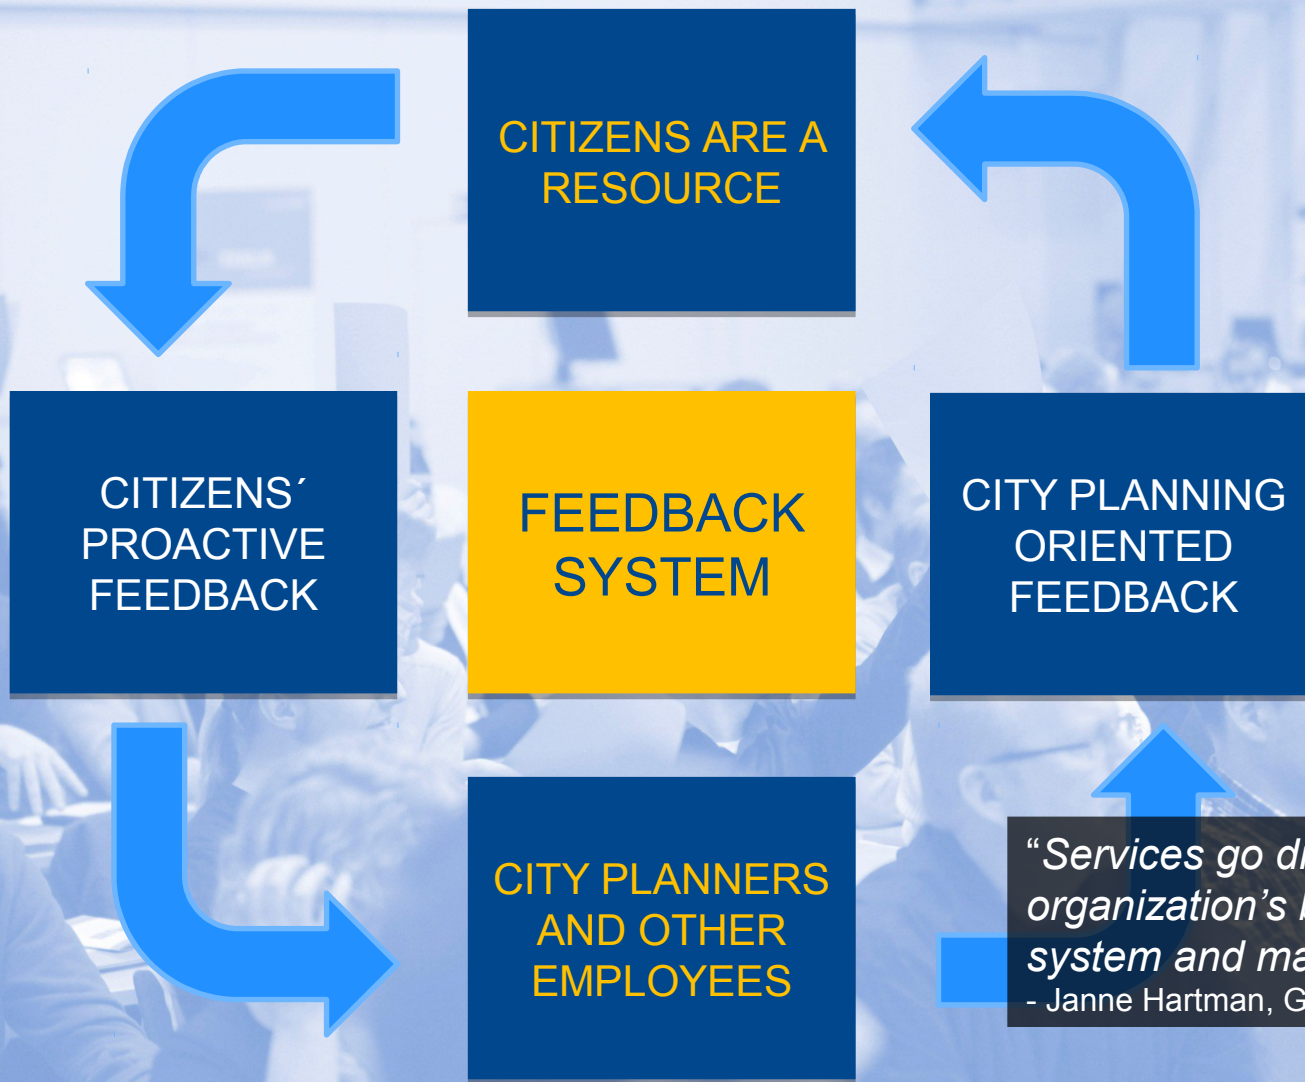 CITIZENS ARE A
RESOURCE
CITIZENS´
PROACTIVE
FEEDBACK
FEEDBACK
SYSTEM
CITY PLANNING
ORIENTED
FEEDBACK
CITY PLANNERS
AND OTHER
EMPLOYEES
“Services go
organization’s
system and
- Janne Hartman,